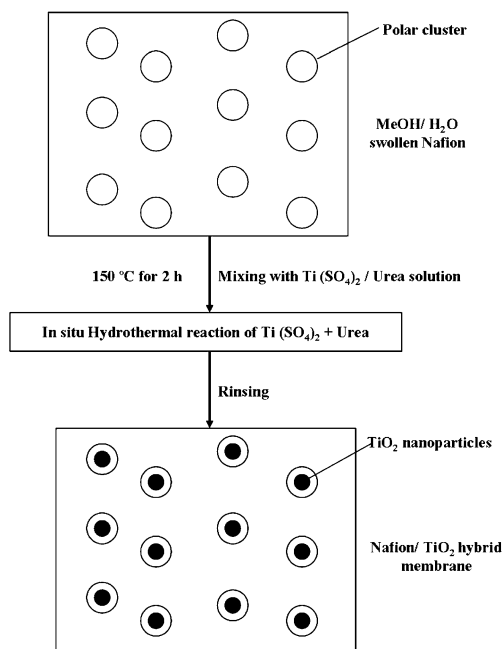 Polar cluster
MeOH/ H₂O
swollen Nafion
150 °C for 2 h
Mixing with Ti (SO₄)₂ / Urea solution
In situ Hydrothermal reaction of Ti (SO₄)₂ + Urea
Rinsing
TiO₂ nanoparticles
Nafion/ TiO₂ hybrid
membrane